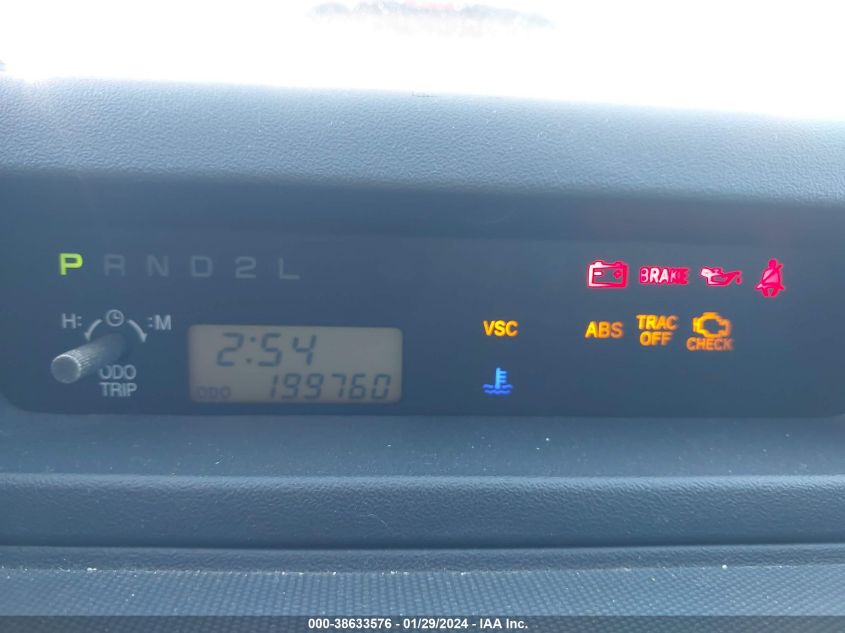 P R N D 2 L
BRAKE
H: :M
2:54
VSC
ABS
TRAC
OFF
CHECK
ODO
TRIP
ODO 199760
000-38633576 - 01/29/2024 - IAA Inc.